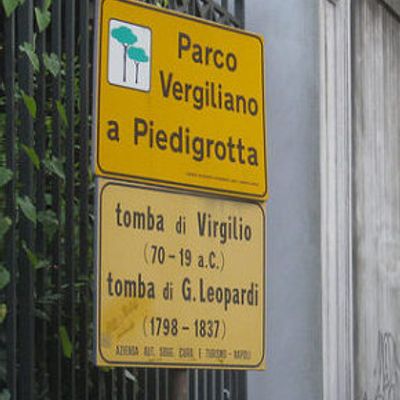 Parco
Vergiliano
a Piedigrotta
tomba di Virgilio
(70-19 a.C.)
tomba di G. Leopardi
(1798-1837)
AZIENDA AUT. SOGG. CURA E TURISMO - NAPOLI